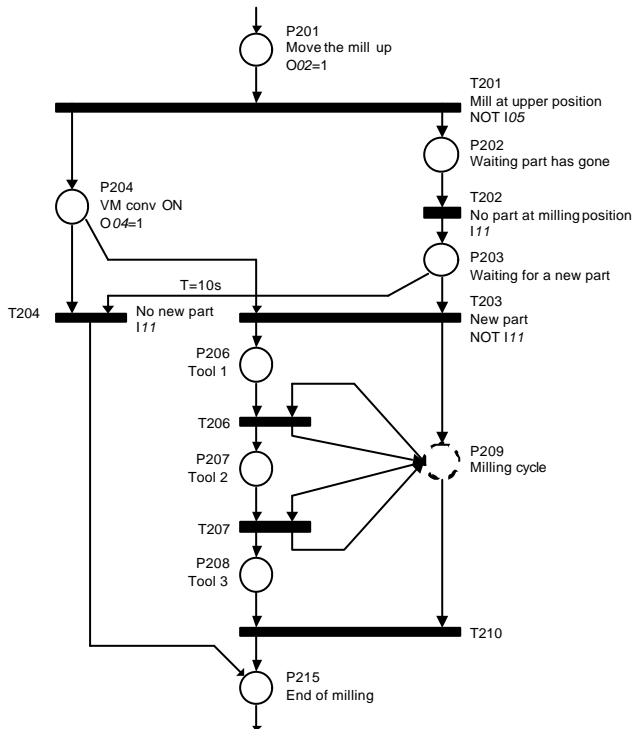 P201
Move the mill up
O02=1
T201
Mill at upper position
NOT I05
P202
Waiting part has gone
P204
VM conv ON
O04=1
T202
No part at milling position
I11
P203
Waiting for a new part
T=10s
T204
No new part
I11
T203
New part
NOT I11
P206
Tool 1
T206
P207
Tool 2
P209
Milling cycle
T207
P208
Tool 3
T210
P215
End of milling